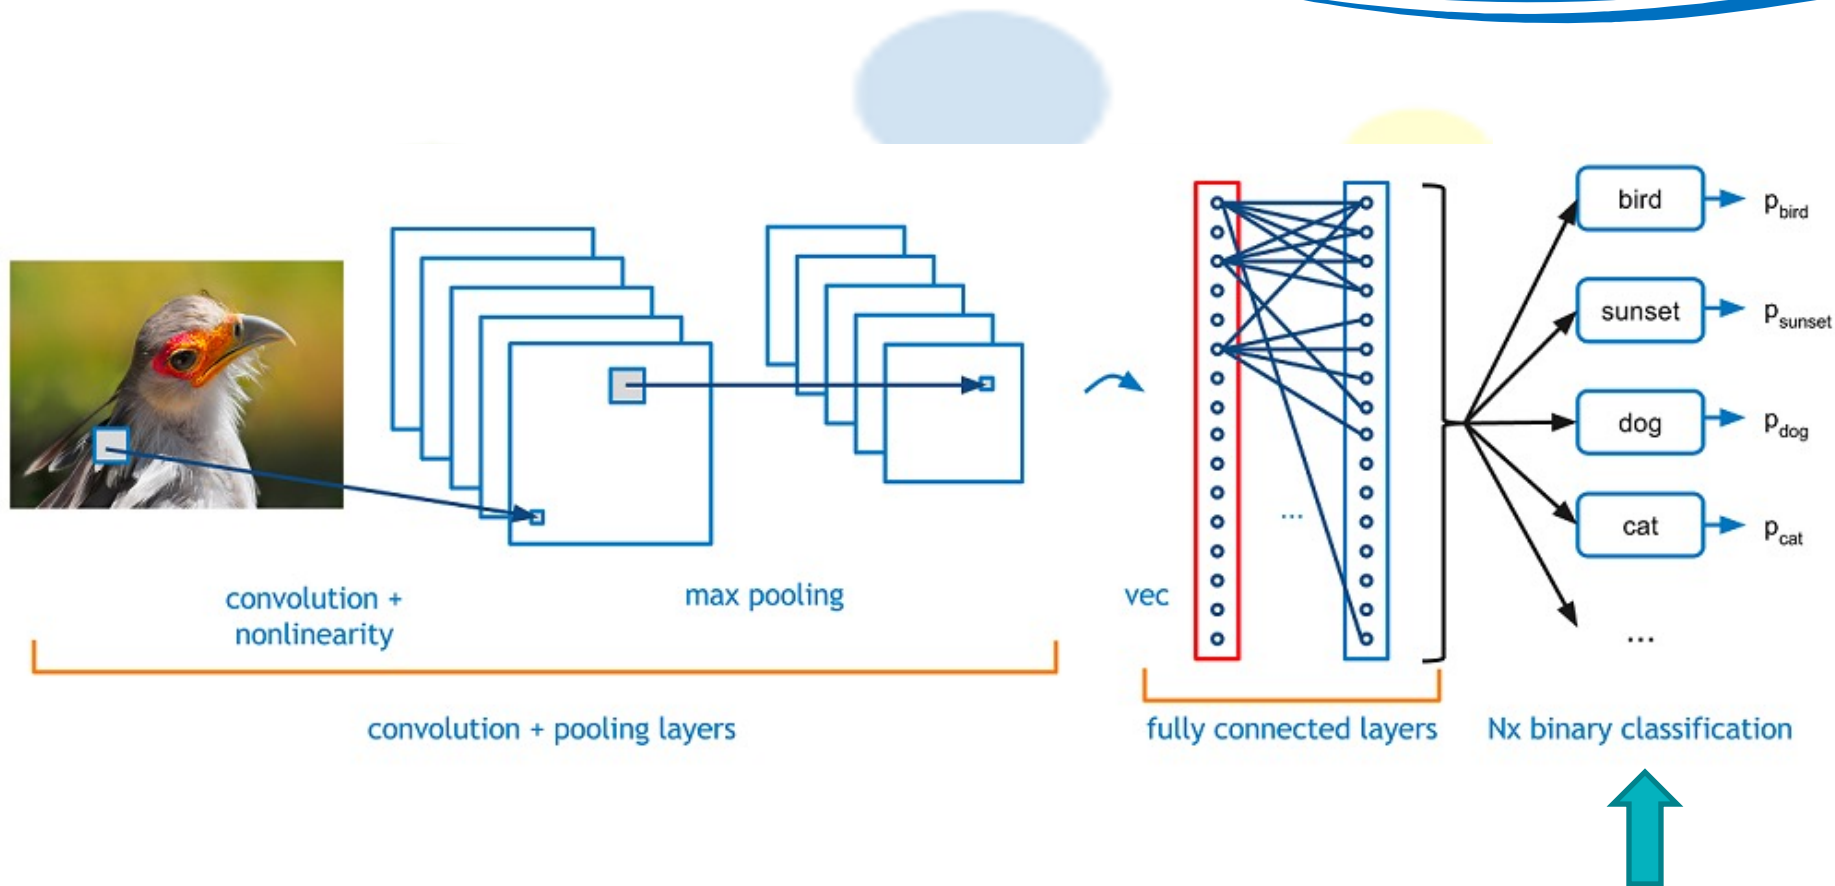 bird
p_bird
sunset
p_sunset
dog
p_dog
...
cat
p_cat
convolution +
nonlinearity
max pooling
vec
...
convolution + pooling layers
fully connected layers
Nx binary classification